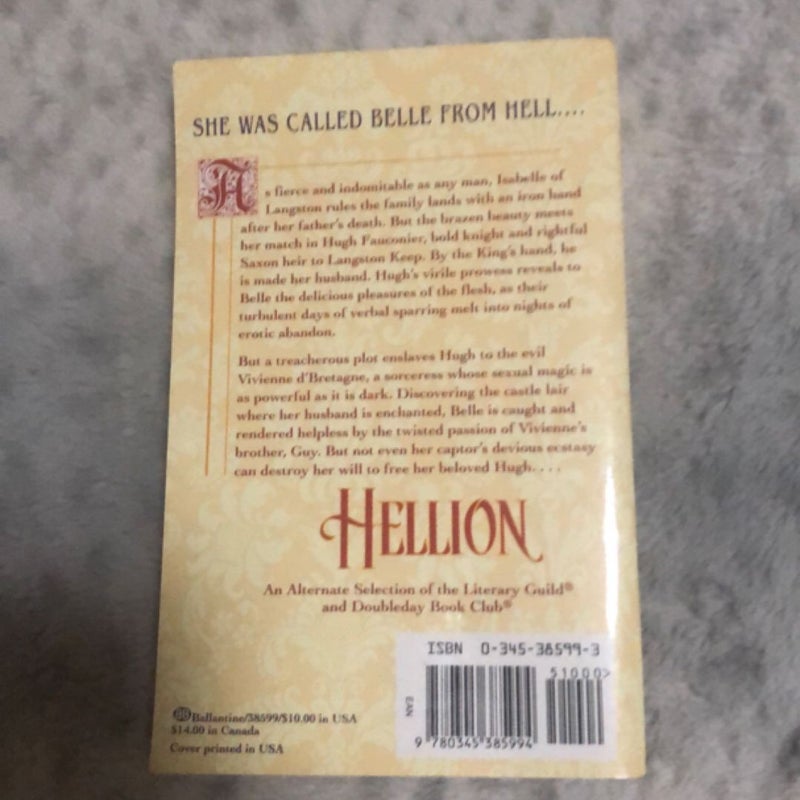 SHE WAS CALLED BELLE FROM HELL....
As fierce and indomitable as any man, Isabelle of
Langston rules the family lands with an iron hand
after her father's death. But the brazen beauty meets
her match in Hugh Fauconier, bold knight and rightful
Saxon heir to Langston Keep. By the King's hand, he
is made her husband. Hugh's virile prowess reveals to
Belle the delicious pleasures of the flesh, as their
turbulent days of verbal sparring melt into nights of
erotic abandon.
But a treacherous plot enslaves Hugh to the evil
Vivienne d'Bretagne, a sorceress whose sexual magic is
as powerful as it is dark. Discovering the castle lair
where her husband is enchanted, Belle is caught and
rendered helpless by the twisted passion of Vivienne's
brother, Guy. But not even her captor's devious ecstasy
can destroy her will to free her beloved Hugh. . . .
HELLION
An Alternate Selection of the Literary Guild®
and Doubleday Book Club®
ISBN 0-345-38599-3
51000>
EAN
9 780345 385994
BB Ballantine/38599/$10.00 in USA
$14.00 in Canada
Cover printed in USA